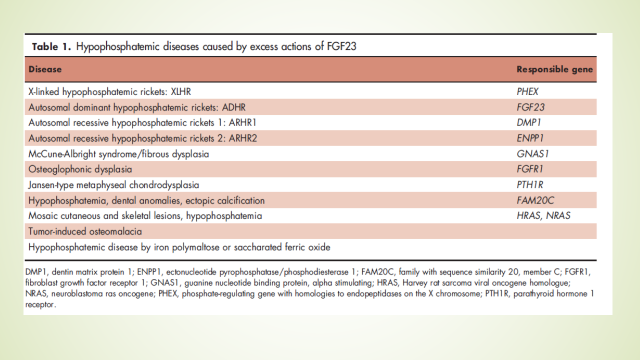 Table 1. Hypophosphatemic diseases caused by excess actions of FGF23
Disease Responsible gene
X-linked hypophosphatemic rickets: XLHR PHEX
Autosomal dominant hypophosphatemic rickets: ADHR FGF23
Autosomal recessive hypophosphatemic rickets 1: ARHR1 DMP1
Autosomal recessive hypophosphatemic rickets 2: ARHR2 ENPP1
McCune-Albright syndrome/fibrous dysplasia GNAS1
Osteoglophonic dysplasia FGFR1
Jansen-type metaphyseal chondrodysplasia PTH1R
Hypophosphatemia, dental anomalies, ectopic calcification FAM20C
Mosaic cutaneous and skeletal lesions, hypophosphatemia HRAS, NRAS
Tumor-induced osteomalacia
Hypophosphatemic disease by iron polymaltose or saccharated ferric oxide
DMP1, dentin matrix protein 1; ENPP1, ectonucleotide pyrophosphatase/phosphodiesterase 1; FAM20C, family with sequence similarity 20, member C; FGFR1,
fibroblast growth factor receptor 1; GNAS1, guanine nucleotide binding protein, alpha stimulating; HRAS, Harvey rat sarcoma viral oncogene homologue;
NRAS, neuroblastoma ras oncogene; PHEX, phosphate-regulating gene with homologies to endopeptidases on the X chromosome; PTH1R, parathyroid hormone 1
receptor.